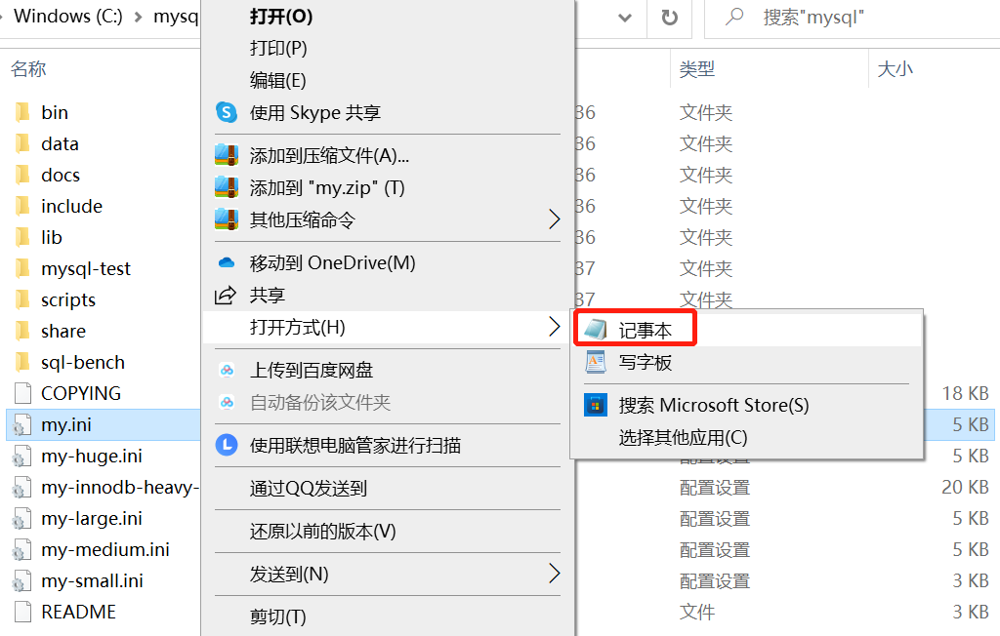 Windows (C:) > mysq
搜索"mysql"
名称
类型
大小
bin
data
docs
include
lib
mysql-test
scripts
share
sql-bench
COPYING
my.ini
my-huge.ini
my-innodb-heavy-
my-large.ini
my-medium.ini
my-small.ini
README
打开(O)
打印(P)
编辑(E)
使用 Skype 共享
添加到压缩文件(A)...
添加到 "my.zip" (T)
其他压缩命令
移动到 OneDrive(M)
共享
打开方式(H)
上传到百度网盘
自动备份该文件夹
使用联想电脑管家进行扫描
通过QQ发送到
还原以前的版本(V)
发送到(N)
剪切(T)
记事本
写字板
搜索 Microsoft Store(S)
选择其他应用(C)
36 文件夹
36 文件夹
36 文件夹
36 文件夹
36 文件夹
37 文件夹
37 文件夹
18 KB
5 KB
配置设置 5 KB
配置设置 20 KB
配置设置 5 KB
配置设置 5 KB
配置设置 3 KB
文件 3 KB